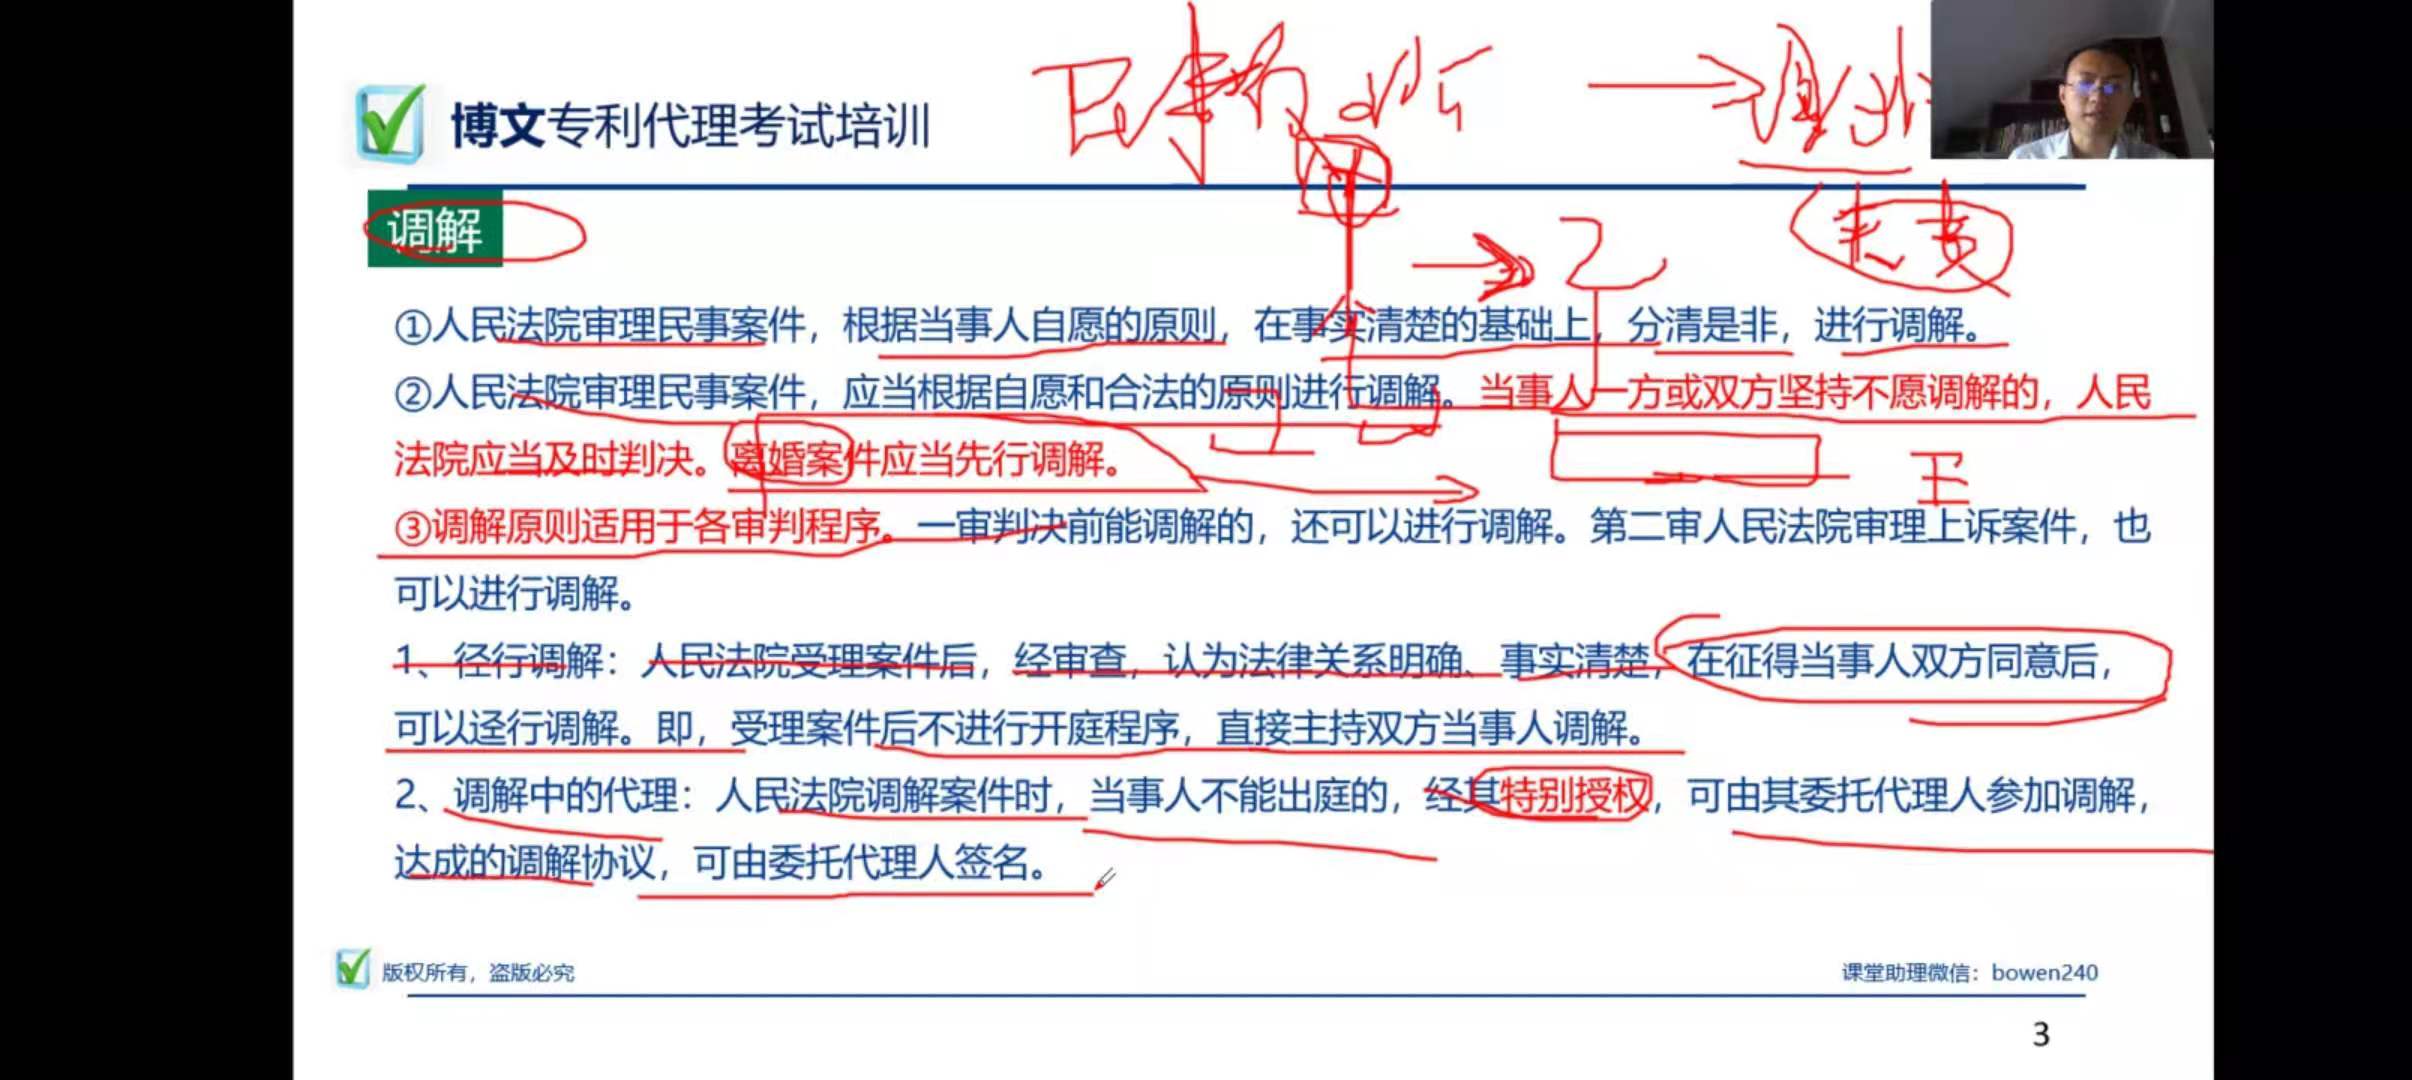 博文专利代理考试培训
民事权 → 调
甲
→ 乙
免责
调解
①人民法院审理民事案件，根据当事人自愿的原则，在事实清楚的基础上，分清是非，进行调解。
②人民法院审理民事案件，应当根据自愿和合法的原则进行调解。当事人一方或双方坚持不愿调解的，人民
法院应当及时判决。离婚案件应当先行调解。
③调解原则适用于各审判程序。一审判决前能调解的，还可以进行调解。第二审人民法院审理上诉案件，也
可以进行调解。
1、径行调解：人民法院受理案件后，经审查，认为法律关系明确、事实清楚，在征得当事人双方同意后，
可以迳行调解。即，受理案件后不进行开庭程序，直接主持双方当事人调解。
2、调解中的代理：人民法院调解案件时，当事人不能出庭的，经其特别授权，可由其委托代理人参加调解，
达成的调解协议，可由委托代理人签名。
版权所有，盗版必究
课堂助理微信：bowen240
3